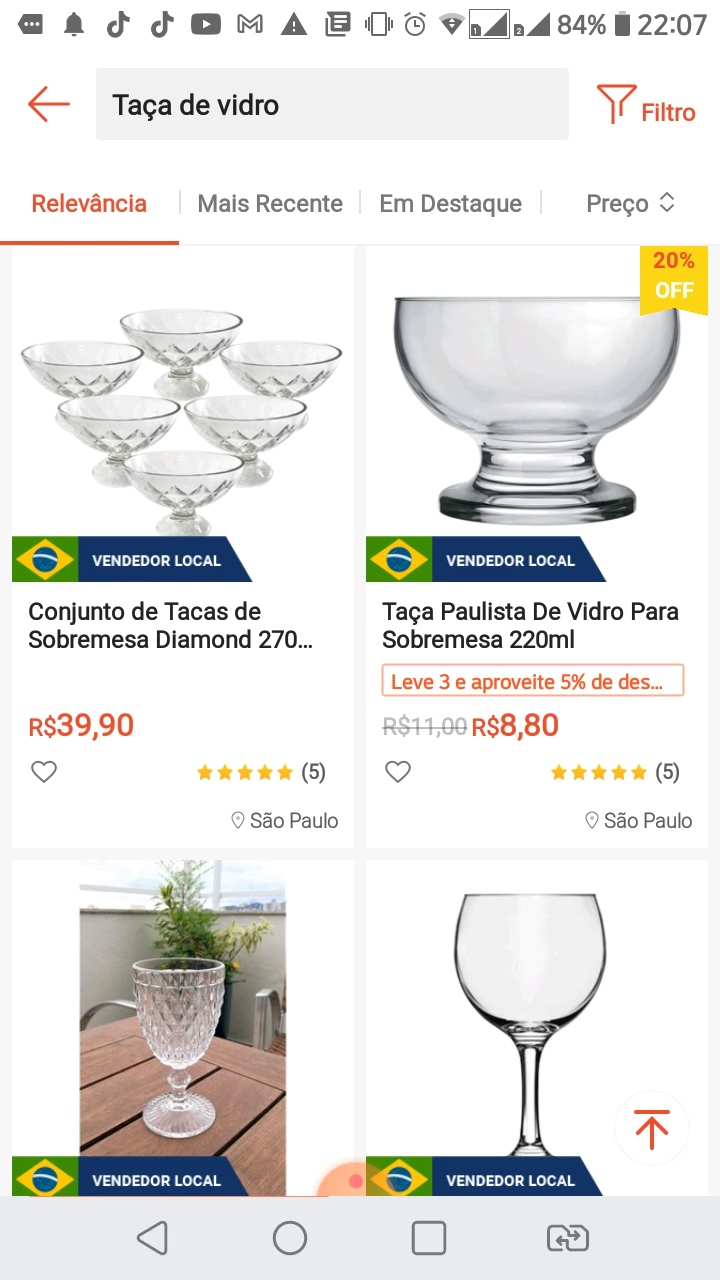 84% 22:07
Taça de vidro
Filtro
Relevância
Mais Recente
Em Destaque
Preço
20%
OFF
VENDEDOR LOCAL
VENDEDOR LOCAL
Conjunto de Tacas de
Sobremesa Diamond 270...
R$39,90
(5)
São Paulo
Taça Paulista De Vidro Para
Sobremesa 220ml
Leve 3 e aproveite 5% de des...
R$11,00 R$8,80
(5)
São Paulo
VENDEDOR LOCAL
VENDEDOR LOCAL